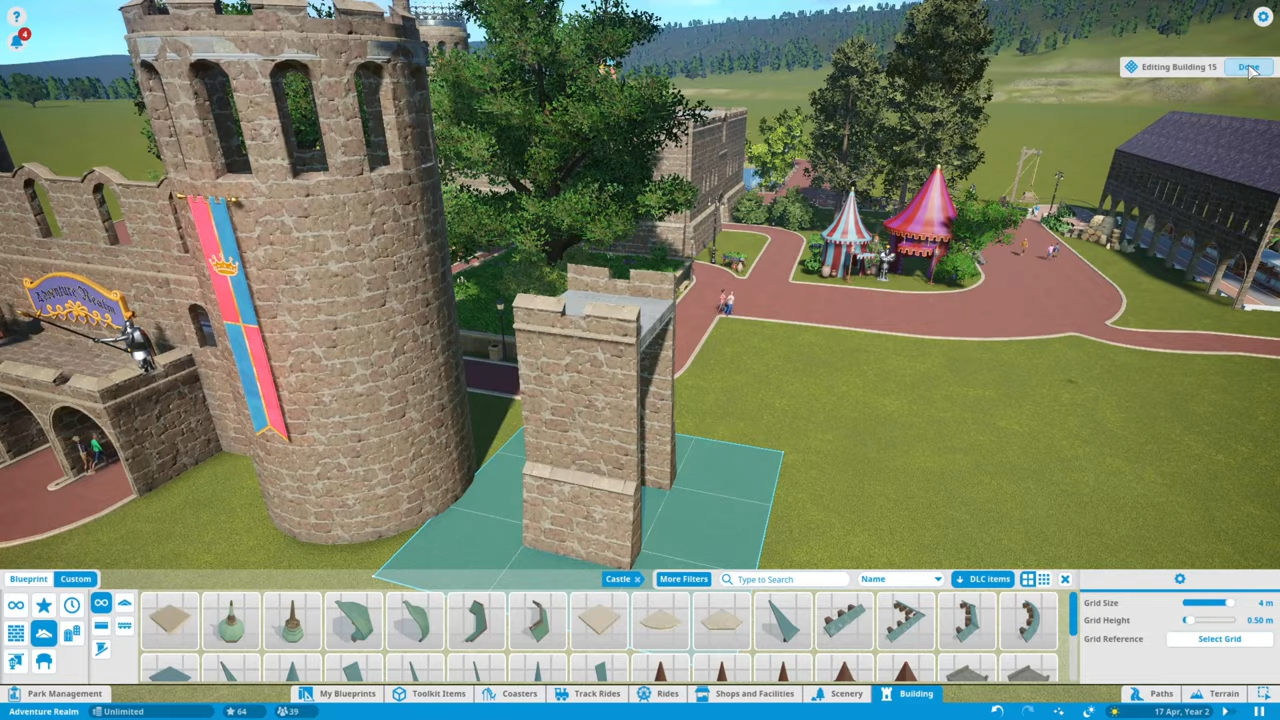 ?
4
Editing Building 15
Done
Adventure Realm
Blueprint
Custom
Castle ×
More Filters
Type to Search
Name
DLC items
Grid Size
4 m
Grid Height
0.50 m
Grid Reference
Select Grid
Park Management
My Blueprints
Toolkit Items
Coasters
Track Rides
Rides
Shops and Facilities
Scenery
Building
Paths
Terrain
Adventure Realm
Unlimited
64
39
17 Apr, Year 2